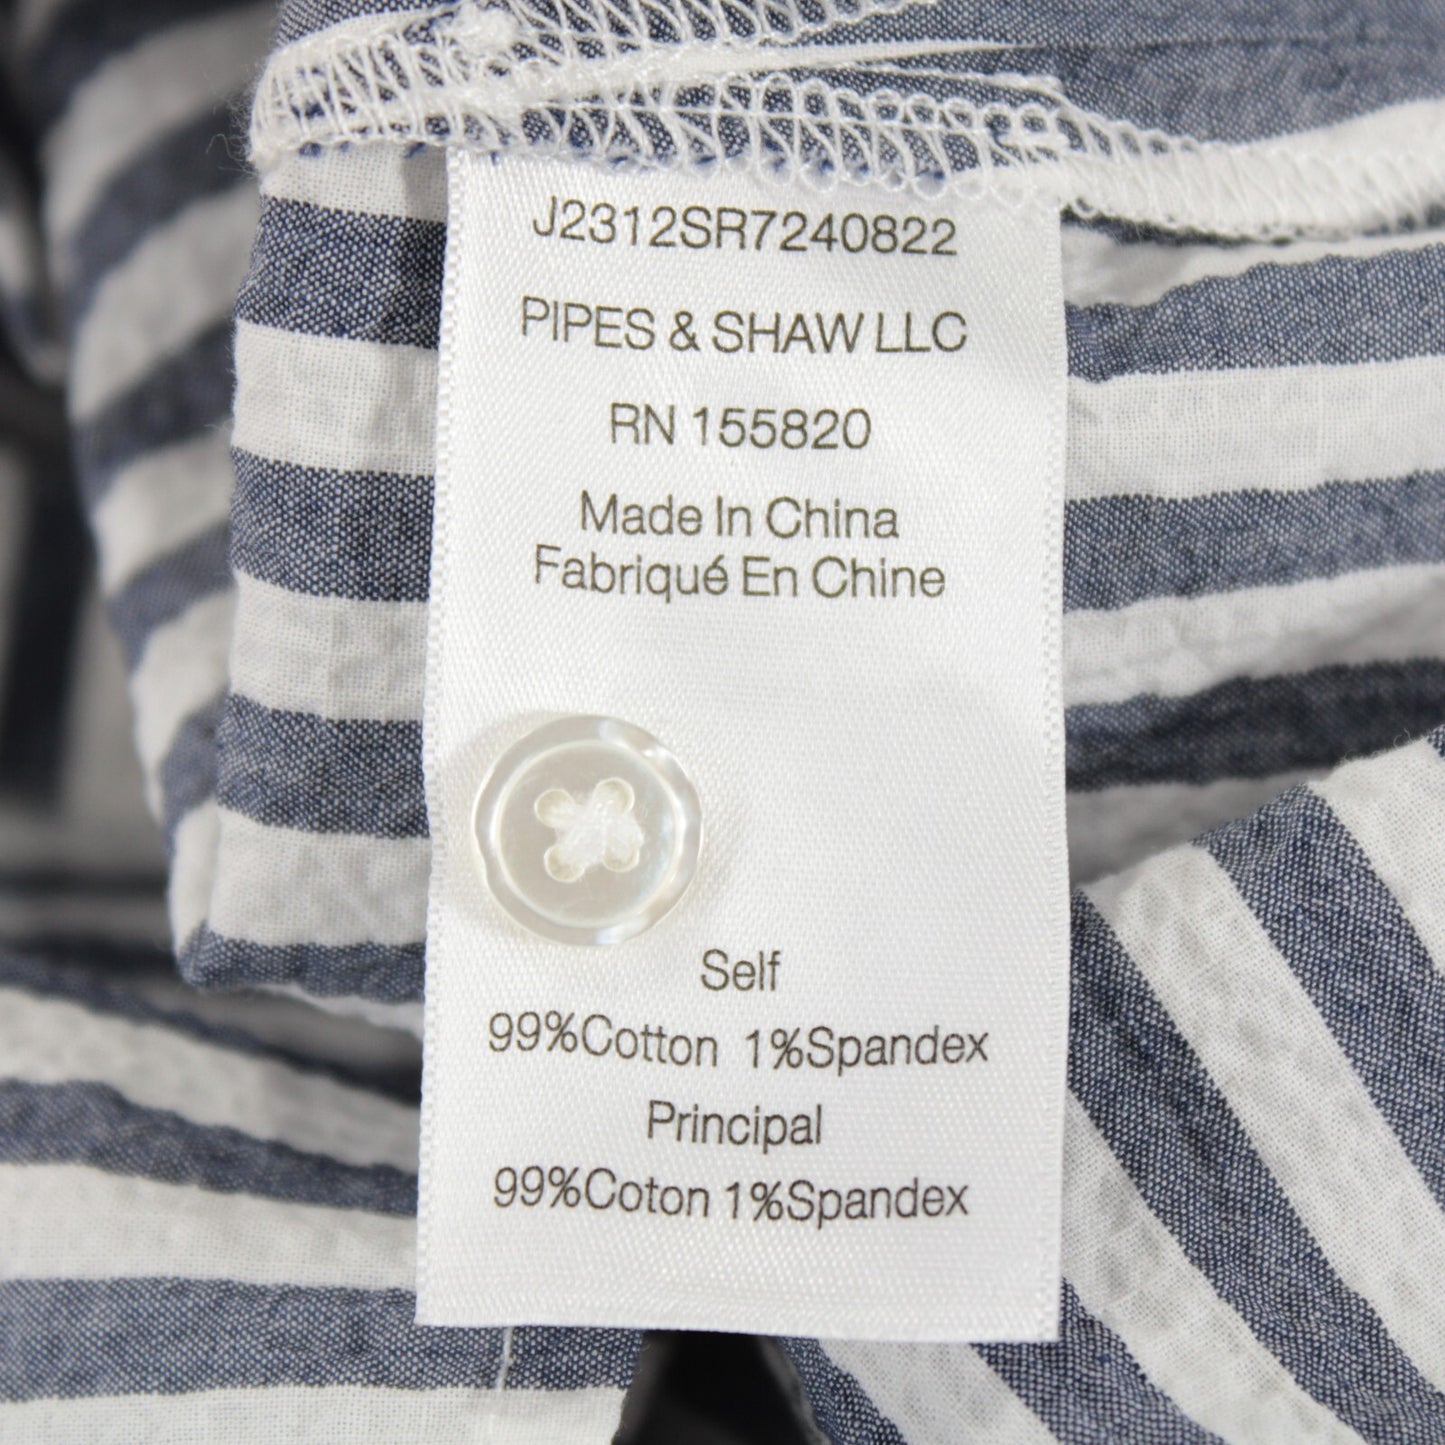 J2312SR7240822
PIPES & SHAW LLC
RN 155820
Made In China
Fabriqué En Chine
Self
99%Cotton 1%Spandex
Principal
99%Coton 1%Spandex